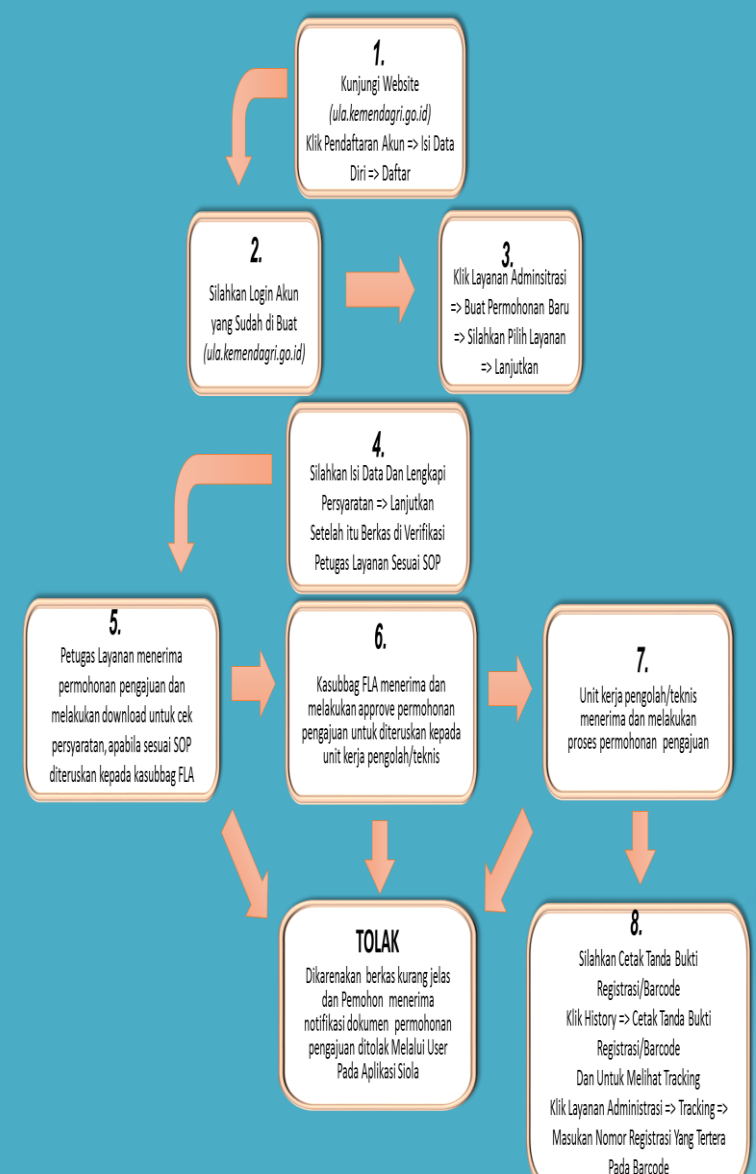 1.
Kunjungi Website
(ula.kemendagri.go.id)
Klik Pendaftaran Akun => Isi Data
Diri => Daftar
2.
Silahkan Login Akun
yang Sudah di Buat
(ula.kemendagri.go.id)
3.
Klik Layanan Adminsitrasi
=> Buat Permohonan Baru
=> Silahkan Pilih Layanan
=> Lanjutkan
4.
Silahkan Isi Data Dan Lengkapi
Persyaratan => Lanjutkan
Setelah itu Berkas di Verifikasi
Petugas Layanan Sesuai SOP
5.
Petugas Layanan menerima
permohonan pengajuan dan
melakukan download untuk cek
persyaratan, apabila sesuai SOP
diteruskan kepada kasubbag FLA
6.
Kasubbag FLA menerima dan
melakukan approve permohonan
pengajuan untuk diteruskan kepada
unit kerja pengolah/teknis
7.
Unit kerja pengolah/teknis
menerima dan melakukan
proses permohonan pengajuan
TOLAK
Dikarenakan berkas kurang jelas
dan Pemohon menerima
notifikasi dokumen permohonan
pengajuan ditolak Melalui User
Pada Aplikasi Siola
8.
Silahkan Cetak Tanda Bukti
Registrasi/Barcode
Klik History => Cetak Tanda Bukti
Registrasi/Barcode
Dan Untuk Melihat Tracking
Klik Layanan Administrasi => Tracking =>
Masukan Nomor Registrasi Yang Tertera
Pada Barcode